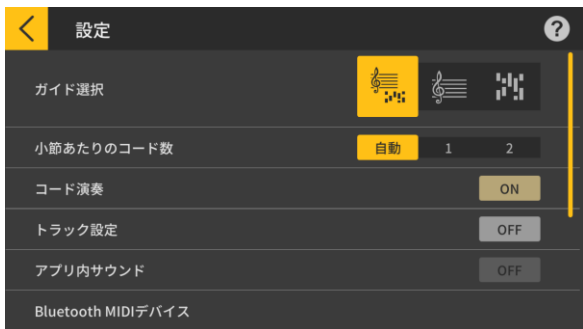 設定
?
ガイド選択
小節あたりのコード数 自動 1 2
コード演奏 ON
トラック設定 OFF
アプリ内サウンド OFF
Bluetooth MIDIデバイス